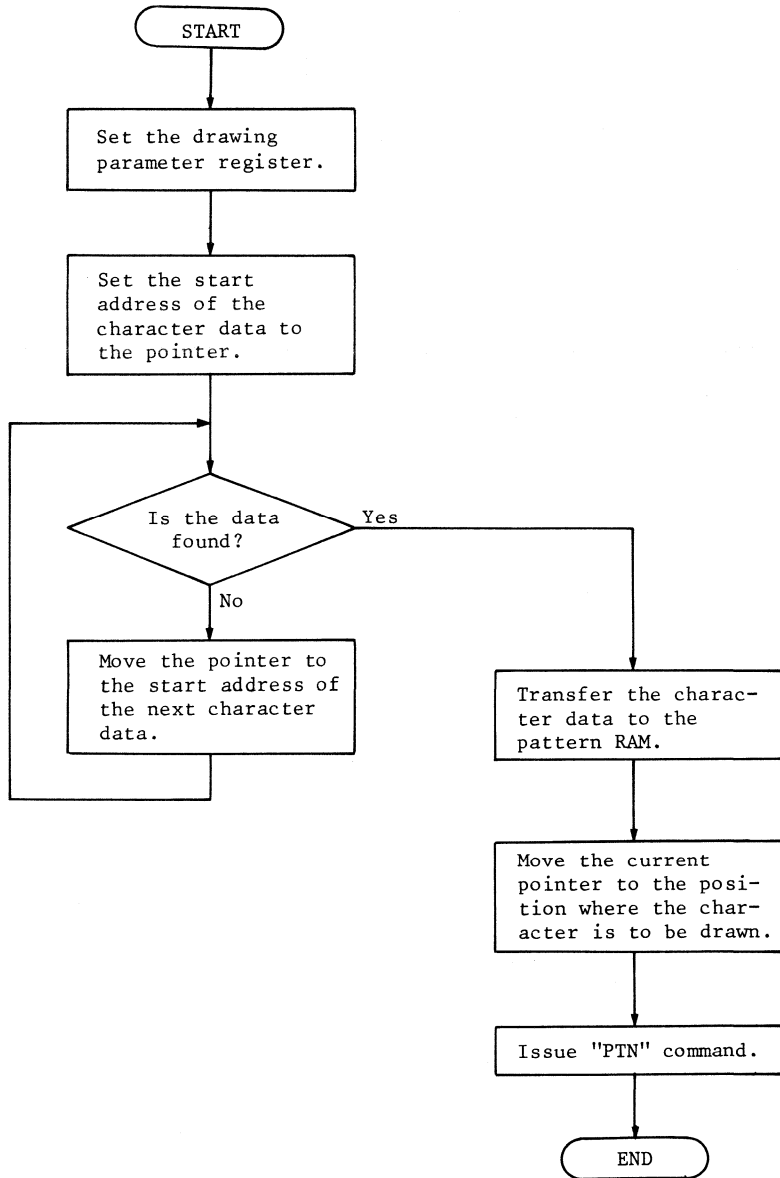 START
Set the drawing
parameter register.
Set the start
address of the
character data to
the pointer.
Is the data
found?
Yes
No
Move the pointer to
the start address of
the next character
data.
Transfer the charac-
ter data to the
pattern RAM.
Move the current
pointer to the posi-
tion where the char-
acter is to be drawn.
Issue "PTN" command.
END